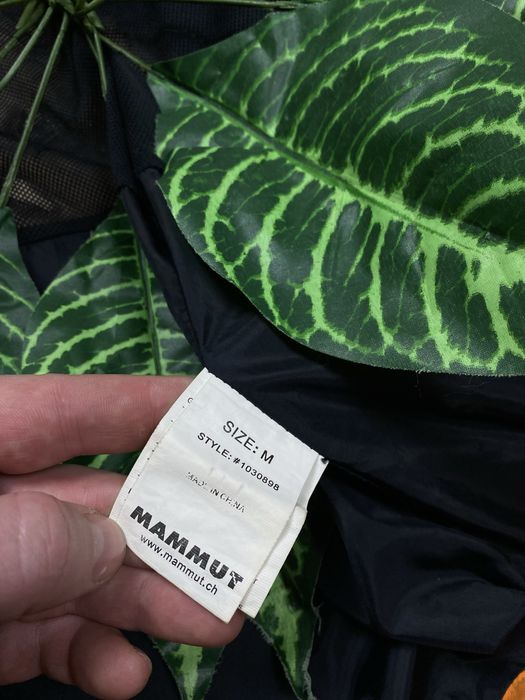 SIZE: M
STYLE: #1030898
MADE IN CHINA
MAMMUT
www.mammut.ch